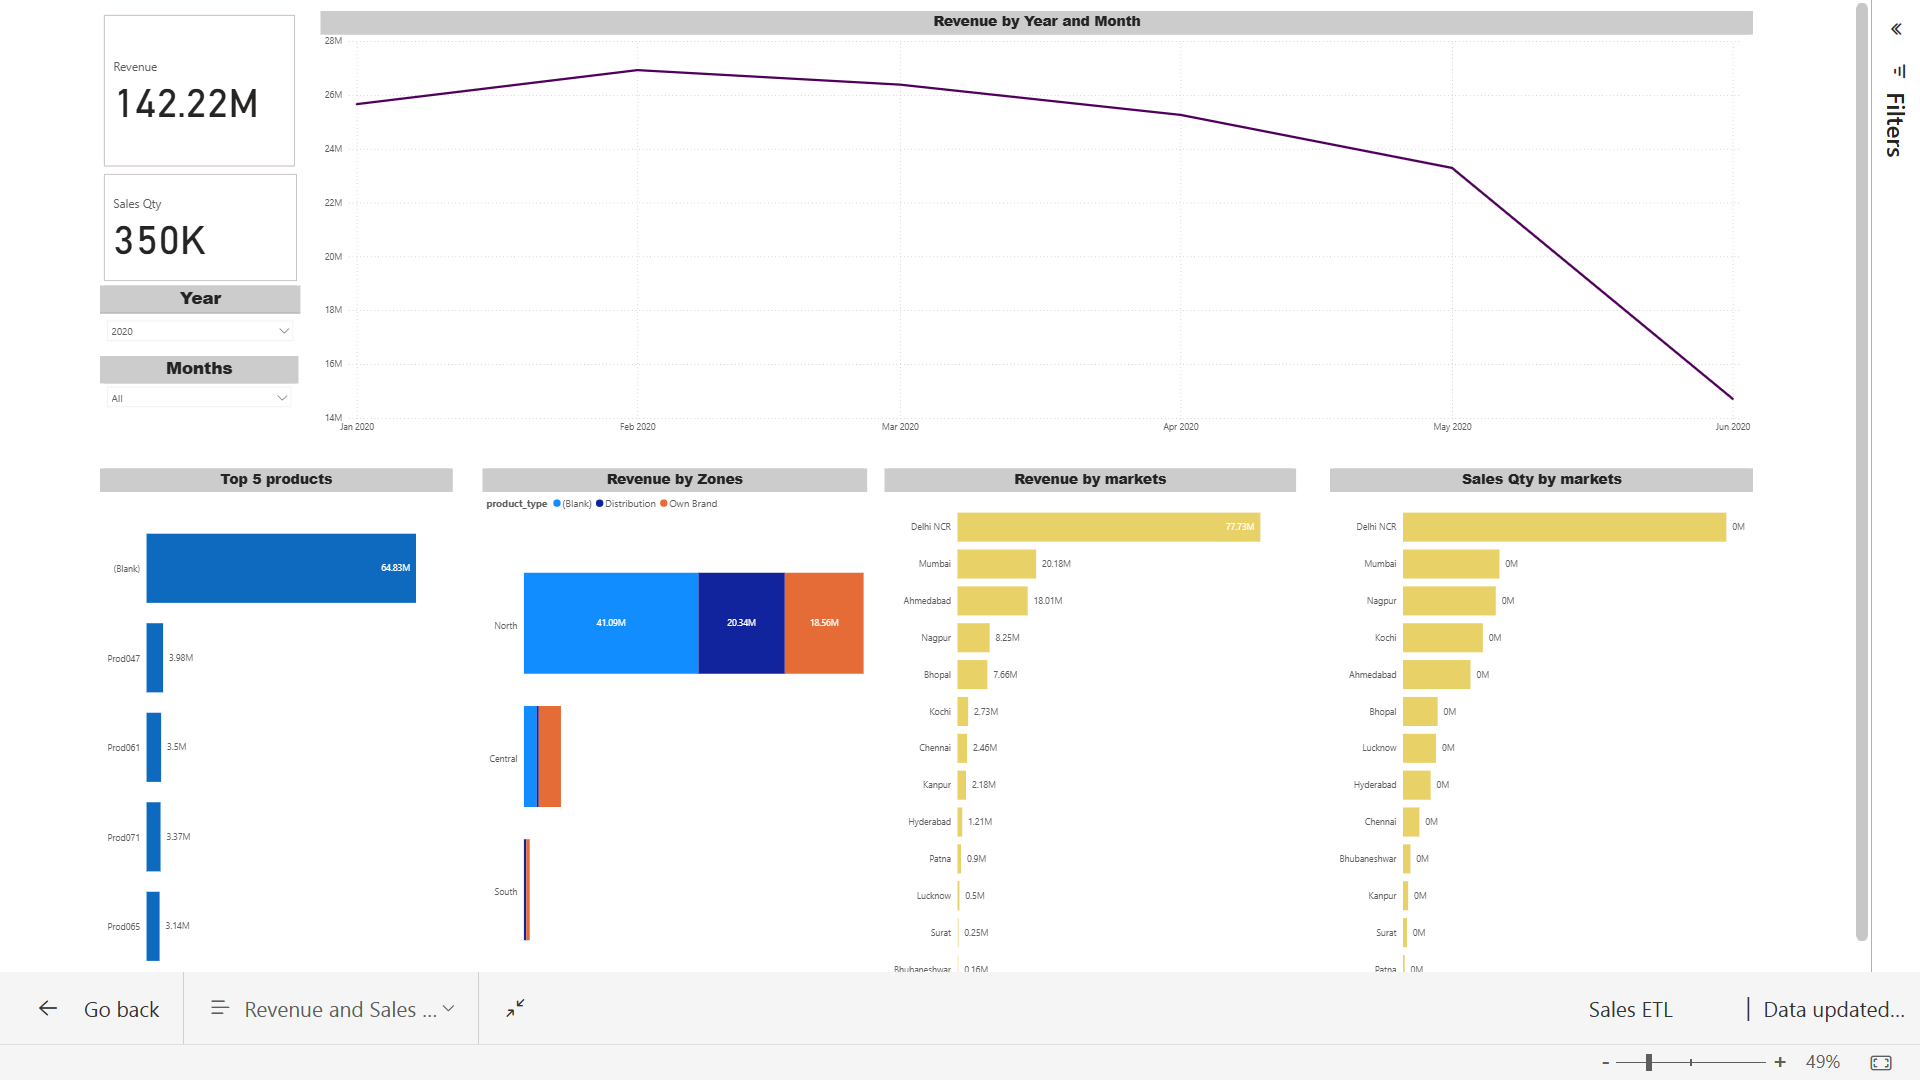 Revenue
142.22M
Sales Qty
350K
Year
2020
Months
All
Revenue by Year and Month
28M
26M
24M
22M
20M
18M
16M
14M
Jan 2020 Feb 2020 Mar 2020 Apr 2020 May 2020 Jun 2020
Top 5 products
(Blank) 64.83M
Prod047 3.98M
Prod061 3.5M
Prod071 3.37M
Prod065 3.14M
Revenue by Zones
product_type (Blank) Distribution Own Brand
North 41.09M 20.34M 18.56M
Central
South
Revenue by markets
Delhi NCR 77.73M
Mumbai 20.18M
Ahmedabad 18.01M
Nagpur 8.25M
Bhopal 7.66M
Kochi 2.73M
Chennai 2.46M
Kanpur 2.18M
Hyderabad 1.21M
Patna 0.9M
Lucknow 0.5M
Surat 0.25M
Bhubaneshwar 0.16M
Sales Qty by markets
Delhi NCR 0M
Mumbai 0M
Nagpur 0M
Kochi 0M
Ahmedabad 0M
Bhopal 0M
Lucknow 0M
Hyderabad 0M
Chennai 0M
Bhubaneshwar 0M
Kanpur 0M
Surat 0M
Patna 0M
Filters
Go back
Revenue and Sales ...
Sales ETL | Data updated...
- + 49%